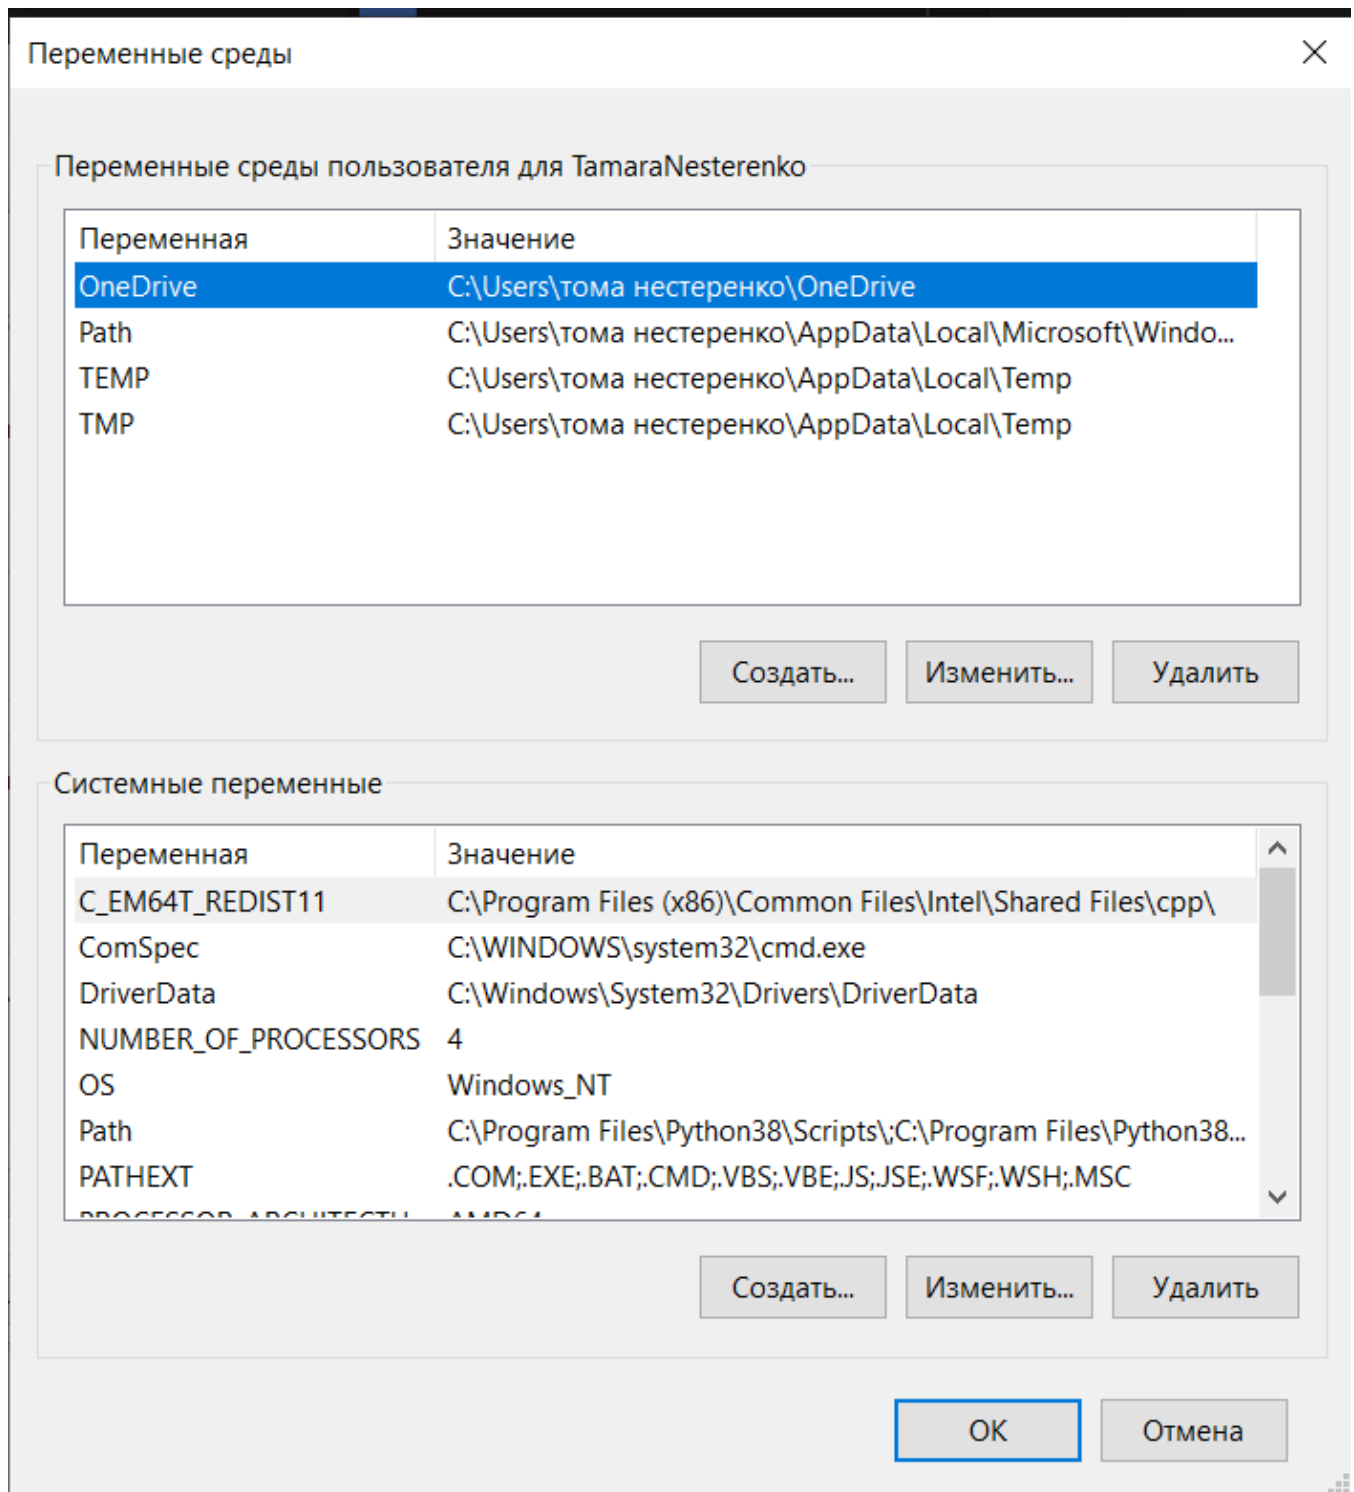 Переменные среды
Переменные среды пользователя для TamaraNesterenko
Переменная Значение
OneDrive C:\Users\тома нестеренко\OneDrive
Path C:\Users\тома нестеренко\AppData\Local\Microsoft\Windo...
TEMP C:\Users\тома нестеренко\AppData\Local\Temp
TMP C:\Users\тома нестеренко\AppData\Local\Temp
Создать... Изменить... Удалить
Системные переменные
Переменная Значение
C_EM64T_REDIST11 C:\Program Files (x86)\Common Files\Intel\Shared Files\cpp\
ComSpec C:\WINDOWS\system32\cmd.exe
DriverData C:\Windows\System32\Drivers\DriverData
NUMBER_OF_PROCESSORS 4
OS Windows_NT
Path C:\Program Files\Python38\Scripts\;C:\Program Files\Python38...
PATHEXT .COM;.EXE;.BAT;.CMD;.VBS;.VBE;.JS;.JSE;.WSF;.WSH;.MSC
PROCESSOR_ARCHITECTU... AMD64
Создать... Изменить... Удалить
ОК Отмена